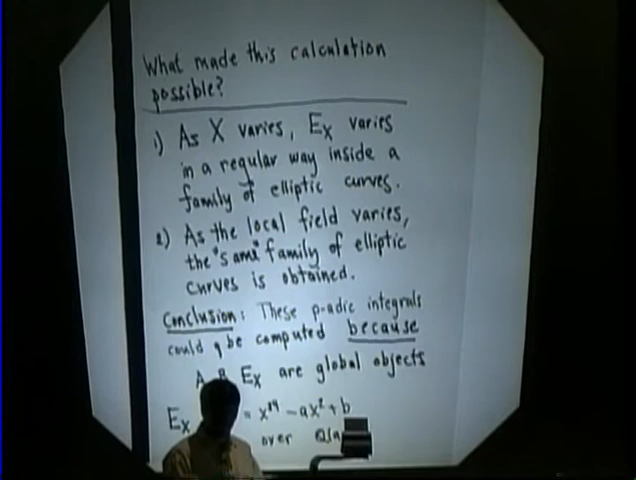 What made this calculation
possible?
1) As X varies, Ex varies
in a regular way inside a
family of elliptic curves.
2) As the local field varies,
the "same" family of elliptic
curves is obtained.
Conclusion: These p-adic integrals
could be computed because
Ex are global objects
Ex = - ax² + b
over